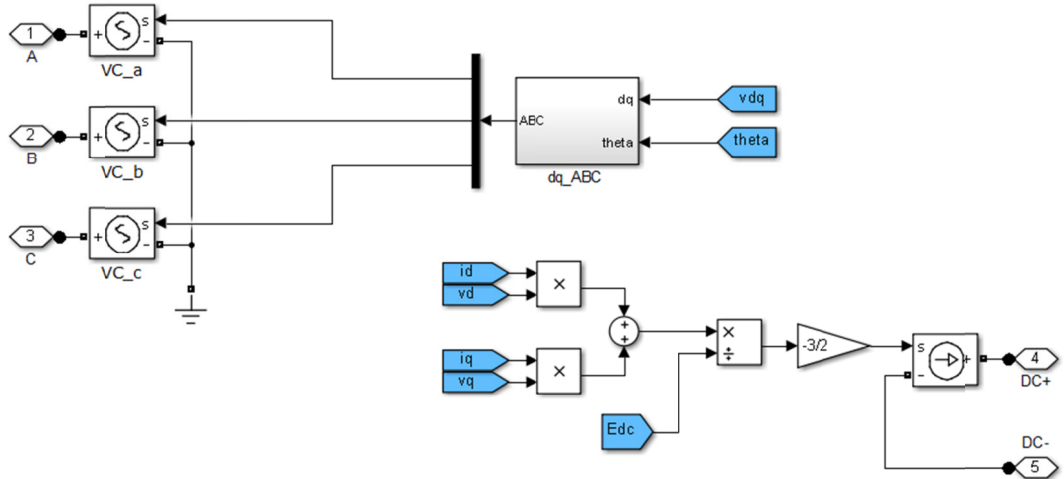 1
A
+
s
-
VC_a
2
B
+
s
-
VC_b
3
C
+
s
-
VC_c
ABC
dq
theta
dq_ABC
vdq
theta
id
vd
×
iq
vq
×
+
+
Edc
×
÷
-3/2
s
+
-
4
DC+
DC-
5